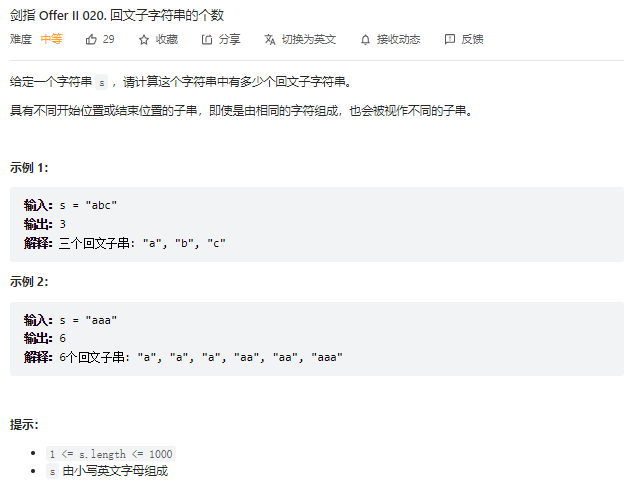 剑指 Offer II 020. 回文子字符串的个数
难度 中等 29 收藏 分享 切换为英文 接收动态 反馈
给定一个字符串 s ，请计算这个字符串中有多少个回文子字符串。
具有不同开始位置或结束位置的子串，即使是由相同的字符组成，也会被视作不同的子串。
示例 1：
输入：s = "abc"
输出：3
解释：三个回文子串: "a", "b", "c"
示例 2：
输入：s = "aaa"
输出：6
解释：6个回文子串: "a", "a", "a", "aa", "aa", "aaa"
提示：
1 <= s.length <= 1000
s 由小写英文字母组成